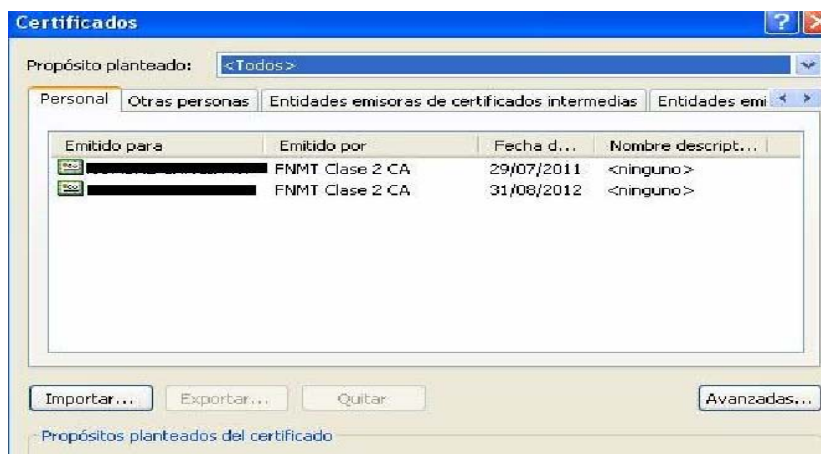 Certificados
Propósito planteado: <Todos>
Personal Otras personas Entidades emisoras de certificados intermedias Entidades emi
Emitido para Emitido por Fecha d... Nombre descript...
FNMT Clase 2 CA 29/07/2011 <ninguno>
FNMT Clase 2 CA 31/08/2012 <ninguno>
Importar... Exportar... Quitar Avanzadas...
Propósitos planteados del certificado